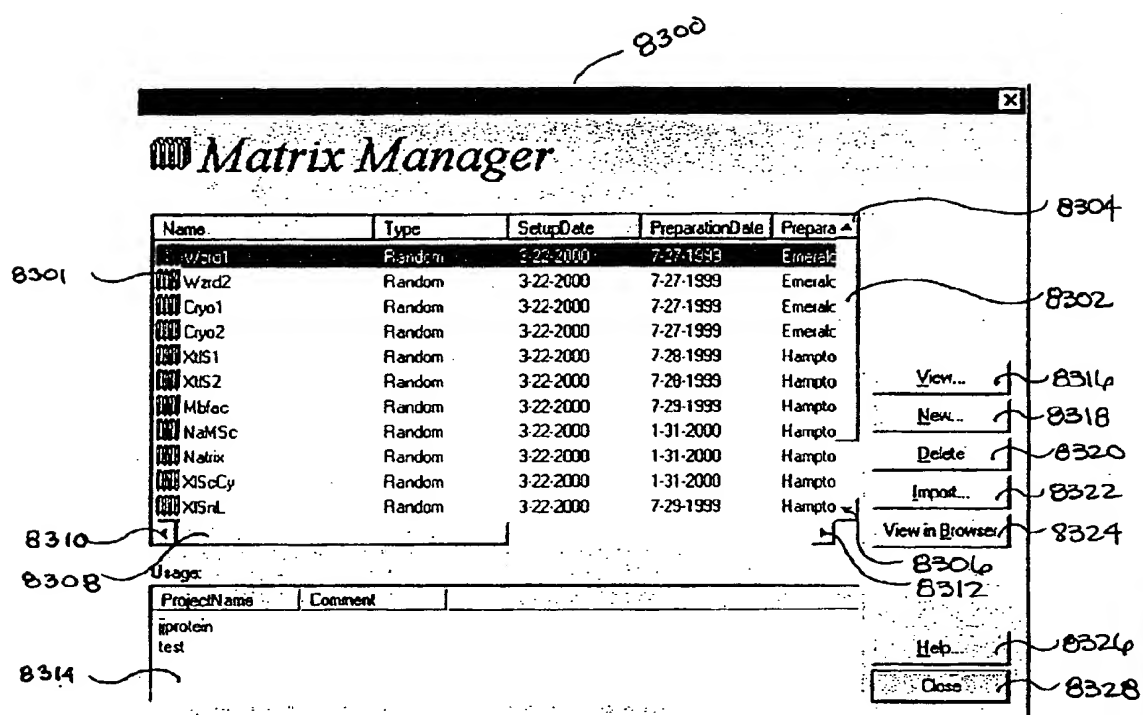 8300
Matrix Manager
8304
Name Type SetupDate PreparationDate Prepara
8301
Wzrd1 Random 3-22-2000 7-27-1999 Emeralc
8302
Wzrd2 Random 3-22-2000 7-27-1999 Emeralc
Cryo1 Random 3-22-2000 7-27-1999 Emeralc
Cryo2 Random 3-22-2000 7-27-1999 Emeralc
XtlS1 Random 3-22-2000 7-28-1999 Hampto
XtlS2 Random 3-22-2000 7-28-1999 Hampto
View... 8316
Mbfac Random 3-22-2000 7-29-1999 Hampto
New... 8318
NaMSc Random 3-22-2000 1-31-2000 Hampto
Natrix Random 3-22-2000 1-31-2000 Hampto
Delete 8320
XlScCy Random 3-22-2000 1-31-2000 Hampto
Import... 8322
XlSnL Random 3-22-2000 7-29-1999 Hampto
View in Browser 8324
8310
8306
8308
8312
Usage:
ProjectName Comment
jjprotein
test
Help... 8326
8314
Close 8328